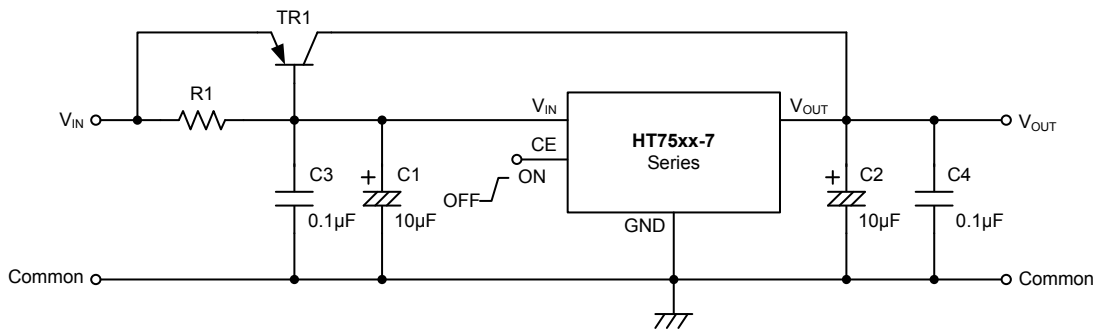 TR1
R1
VIN
VIN
CE
ON
OFF
HT75xx-7
Series
VOUT
VOUT
GND
C3
0.1µF
C1
10µF
C2
10µF
C4
0.1µF
Common
Common